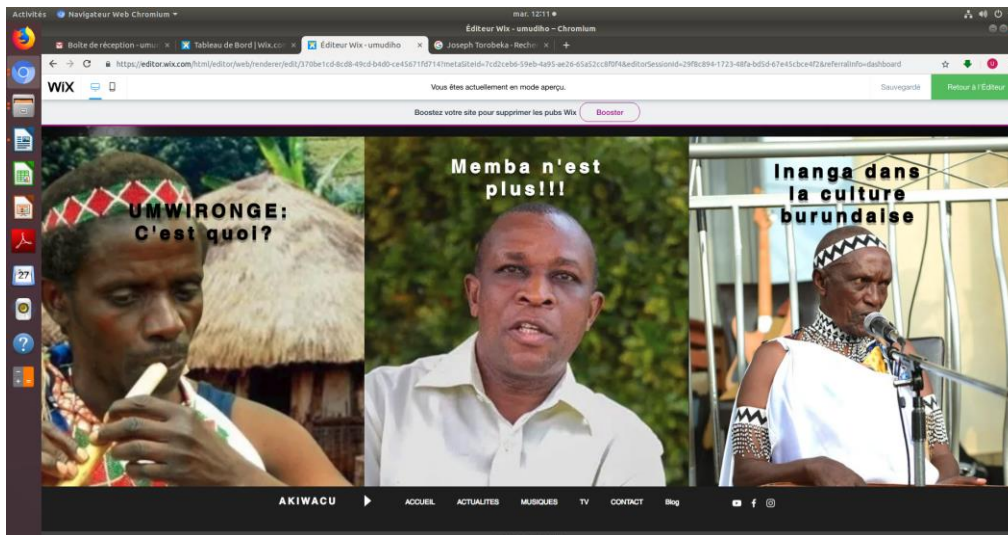 Activités
Navigateur Web Chromium
mar. 12:11
Éditeur Wix - umudiho – Chromium
Boîte de réception - umu
Tableau de Bord | Wix.co
Éditeur Wix - umudiho
Joseph Torobeka - Reche
WiX
Vous êtes actuellement en mode aperçu.
Sauvegardé
Retour à l'Éditeur
Boostez votre site pour supprimer les pubs Wix
Booster
UMWIRONGE:
C'est quoi?
Memba n'est
plus!!!
Inanga dans
la culture
burundaise
27
AKIWACU
ACCUEIL
ACTUALITES
MUSIQUES
TV
CONTACT
Blog